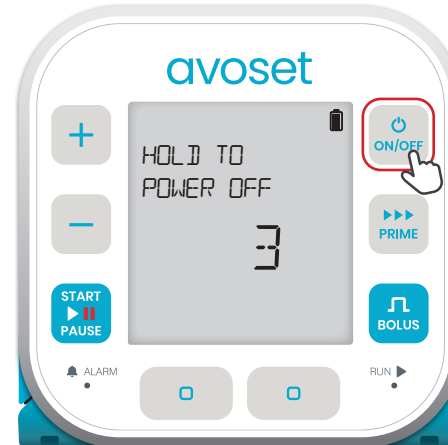 avoset
HOLD TO
POWER OFF
3
ON/OFF
PRIME
START
PAUSE
BOLUS
ALARM
RUN